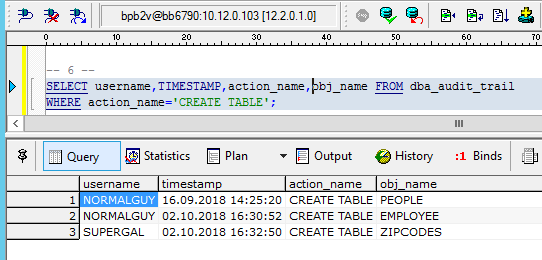 bpb2v@bb6790:10.12.0.103 [12.2.0.1.0]
0 10 20 30 40 50 60 70
-- 6 --
SELECT username,TIMESTAMP,action_name,obj_name FROM dba_audit_trail
WHERE action_name='CREATE TABLE';
Query Statistics Plan Output History :1 Binds
username timestamp action_name obj_name
1 NORMALGUY 16.09.2018 14:25:20 CREATE TABLE PEOPLE
2 NORMALGUY 02.10.2018 16:30:52 CREATE TABLE EMPLOYEE
3 SUPERGAL 02.10.2018 16:32:50 CREATE TABLE ZIPCODES